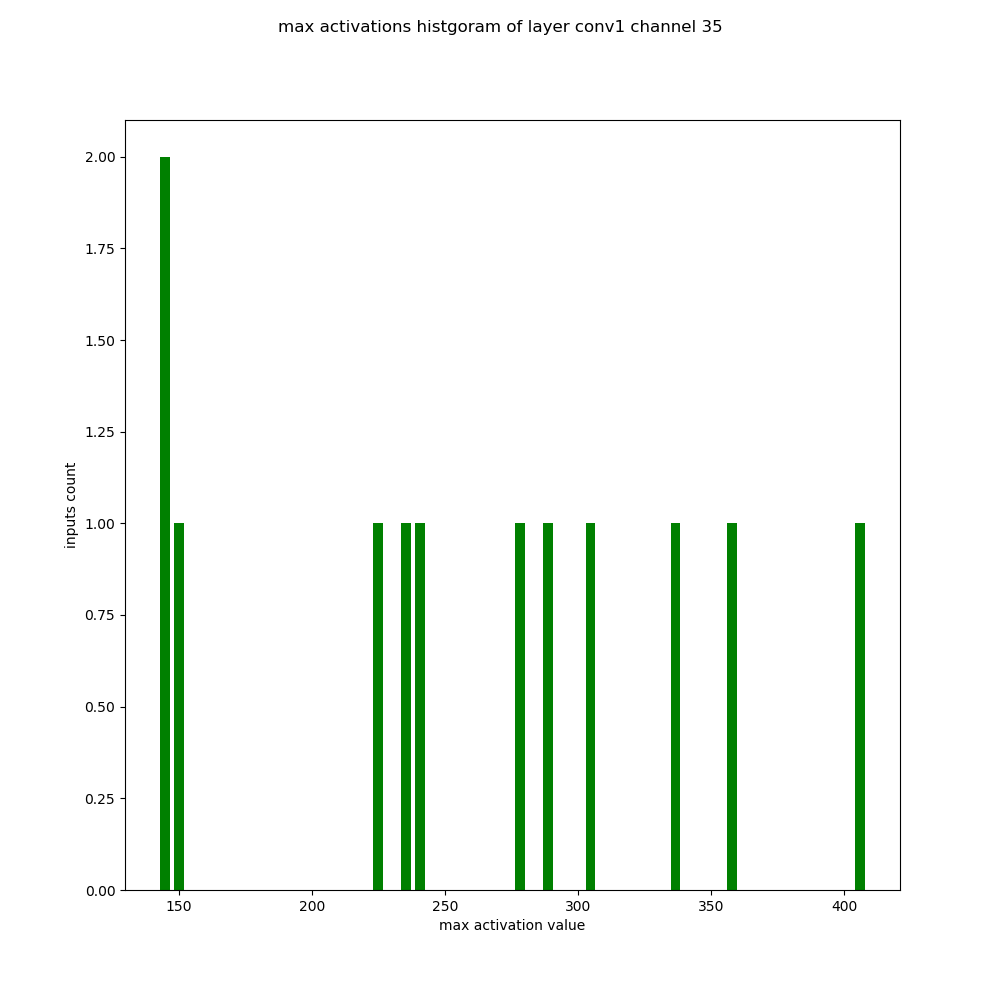 max activations histgoram of layer conv1 channel 35
2.00
1.75
1.50
1.25
1.00
0.75
0.50
0.25
0.00
inputs count
150 200 250 300 350 400
max activation value